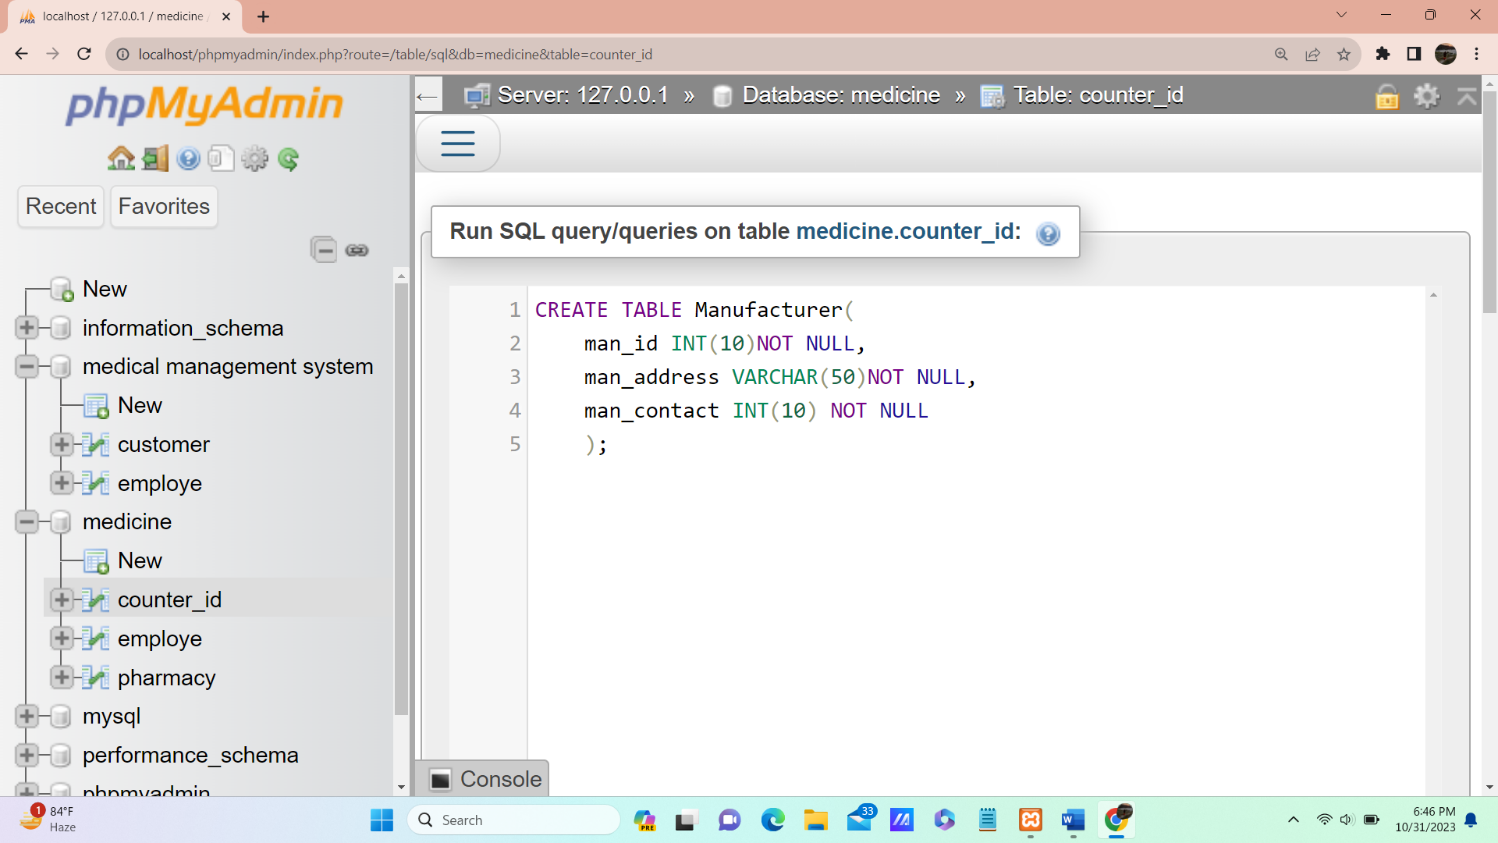 localhost / 127.0.0.1 / medicine
localhost/phpmyadmin/index.php?route=/table/sql&db=medicine&table=counter_id
phpMyAdmin
Server: 127.0.0.1 » Database: medicine » Table: counter_id
Recent Favorites
Run SQL query/queries on table medicine.counter_id:
New
information_schema
medical management system
New
customer
employe
medicine
New
counter_id
employe
pharmacy
mysql
performance_schema
phpmyadmin
1 CREATE TABLE Manufacturer(
2 man_id INT(10)NOT NULL,
3 man_address VARCHAR(50)NOT NULL,
4 man_contact INT(10) NOT NULL
5 );
Console
1
84°F
Haze
Search
PRE
33
6:46 PM
10/31/2023